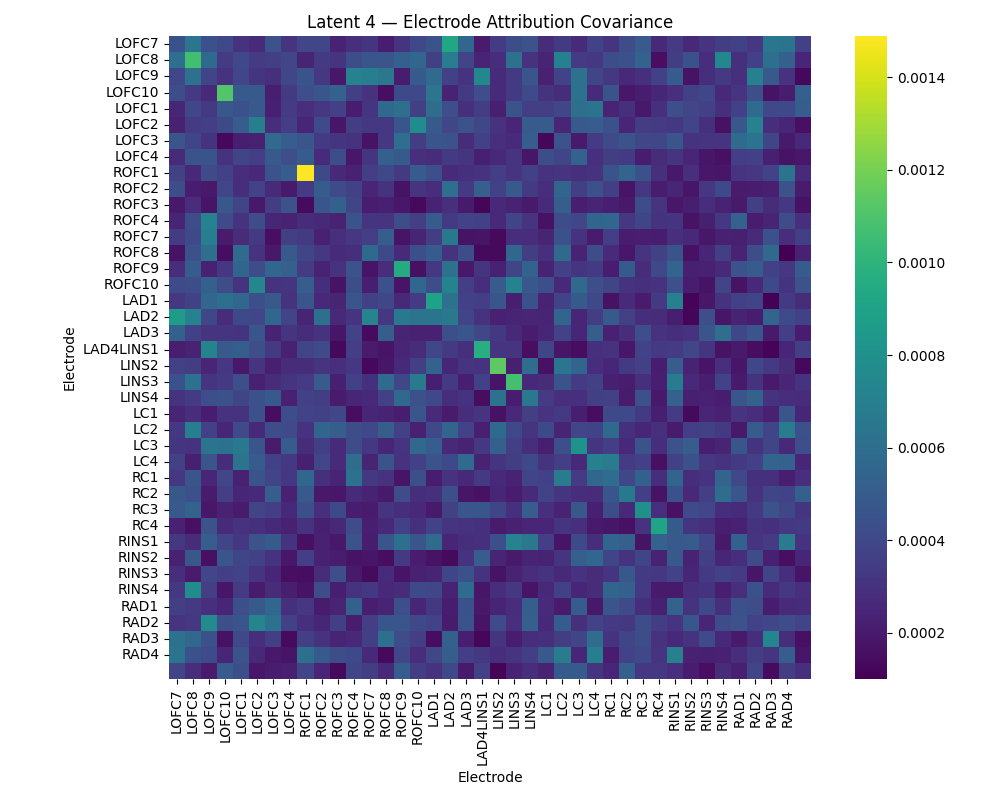 Latent 4 — Electrode Attribution Covariance
Electrode
LOFC7
LOFC8
LOFC9
LOFC10
LOFC1
LOFC2
LOFC3
LOFC4
ROFC1
ROFC2
ROFC3
ROFC4
ROFC7
ROFC8
ROFC9
ROFC10
LAD1
LAD2
LAD3
LAD4LINS1
LINS2
LINS3
LINS4
LC1
LC2
LC3
LC4
RC1
RC2
RC3
RC4
RINS1
RINS2
RINS3
RINS4
RAD1
RAD2
RAD3
RAD4
LOFC7
LOFC8
LOFC9
LOFC10
LOFC1
LOFC2
LOFC3
LOFC4
ROFC1
ROFC2
ROFC3
ROFC4
ROFC7
ROFC8
ROFC9
ROFC10
LAD1
LAD2
LAD3
LAD4LINS1
LINS2
LINS3
LINS4
LC1
LC2
LC3
LC4
RC1
RC2
RC3
RC4
RINS1
RINS2
RINS3
RINS4
RAD1
RAD2
RAD3
RAD4
Electrode
0.0014
0.0012
0.0010
0.0008
0.0006
0.0004
0.0002